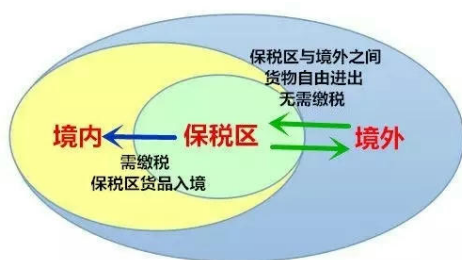 保税区与境外之间
货物自由进出
无需缴税
境内
保税区
境外
需缴税
保税区货品入境